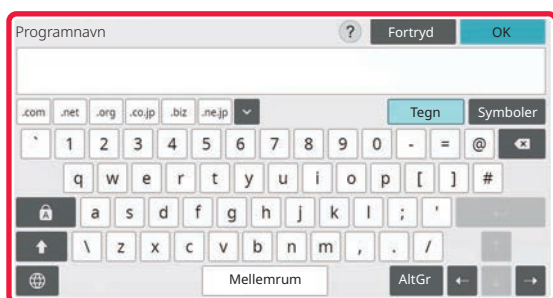 Programnavn ? Fortryd OK
.com .net .org .co.jp .biz .ne.jp Tegn Symboler
` 1 2 3 4 5 6 7 8 9 0 - = @
q w e r t y u i o p [ ] #
A a s d f g h j k l ; '
\ z x c v b n m , . /
Mellemrum AltGr